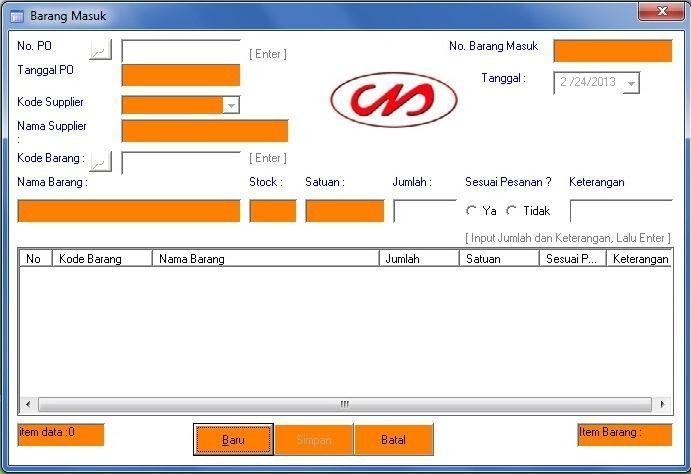 Barang Masuk
No. PO [ Enter ] No. Barang Masuk
Tanggal PO
Tanggal : 2 /24/2013
Kode Supplier
Nama Supplier
:
Kode Barang : [ Enter ]
Nama Barang : Stock : Satuan : Jumlah : Sesuai Pesanan ? Keterangan
Ya Tidak
[ Input Jumlah dan Keterangan, Lalu Enter ]
No Kode Barang Nama Barang Jumlah Satuan Sesuai P... Keterangan
item data :0 Baru Simpan Batal Item Barang :